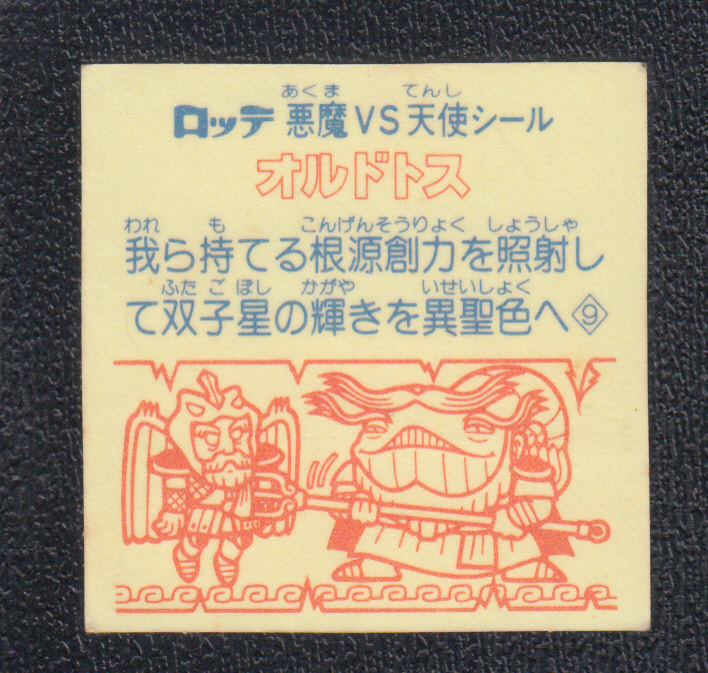 あくま てんし
ロッテ 悪魔VS天使シール
オルドトス
われ も こんげんそうりょく しょうしゃ
我ら持てる根源創力を照射し
ふたごぼし かがや いせいしょく
て双子星の輝きを異聖色へ9